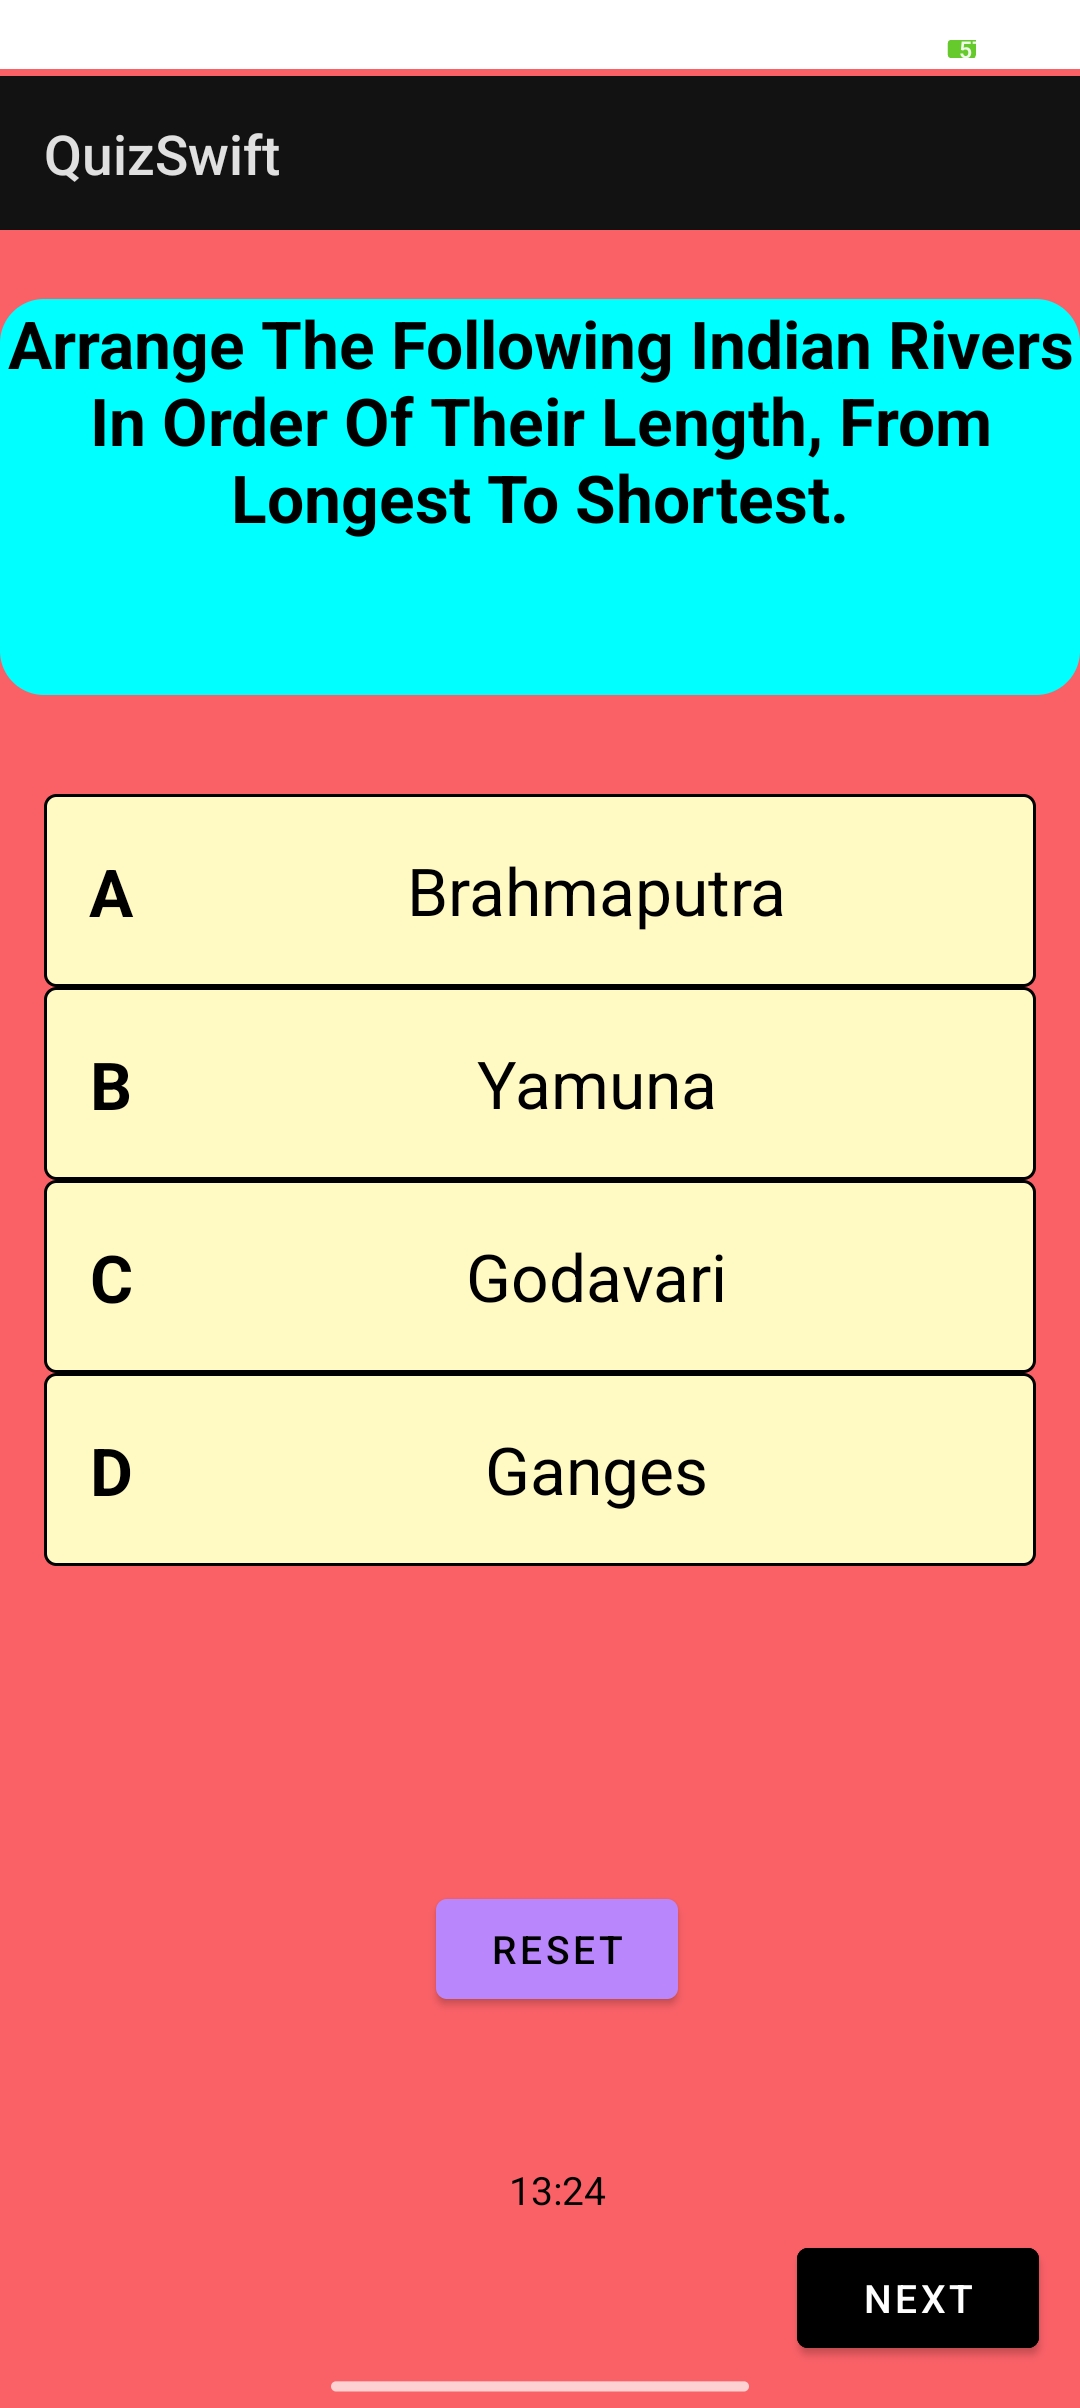 QuizSwift
Arrange The Following Indian Rivers
In Order Of Their Length, From
Longest To Shortest.
A Brahmaputra
B Yamuna
C Godavari
D Ganges
RESET
13:24
NEXT